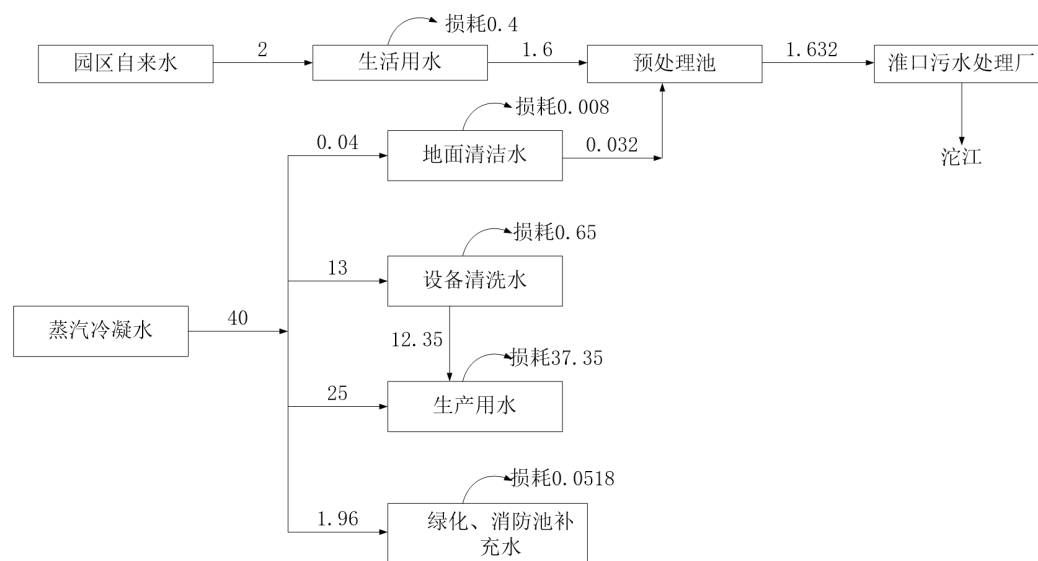 损耗0.4
园区自来水
2
生活用水
1.6
预处理池
1.632
淮口污水处理厂
损耗0.008
0.04
地面清洁水
0.032
沱江
损耗0.65
13
设备清洗水
蒸汽冷凝水
40
12.35
损耗37.35
25
生产用水
损耗0.0518
1.96
绿化、消防池补
充水